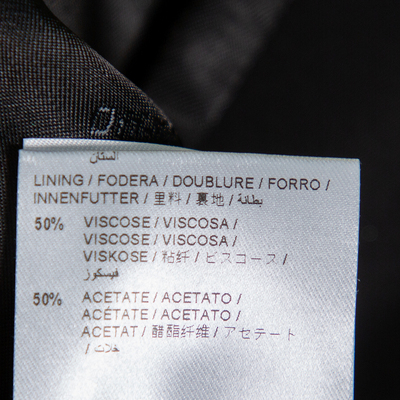 الستان
LINING / FODERA / DOUBLURE / FORRO /
INNENFUTTER / 里料 / 裏地 / بطانة /
50% VISCOSE / VISCOSA /
VISCOSE / VISCOSA /
VISKOSE / 粘纤 / ビスコース /
فيسكوز
50% ACETATE / ACETATO /
ACÉTATE / ACETATO /
ACETAT / 醋酯纤维 / アセテート
/ خلات